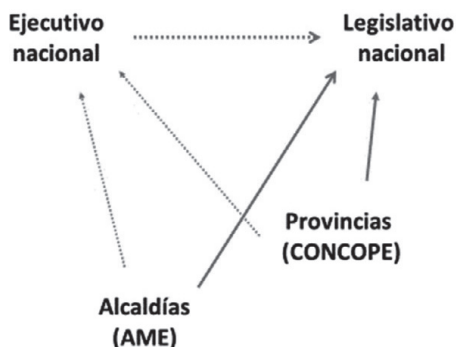 Ejecutivo
nacional
Legislativo
nacional
Provincias
(CONCOPE)
Alcaldías
(AME)